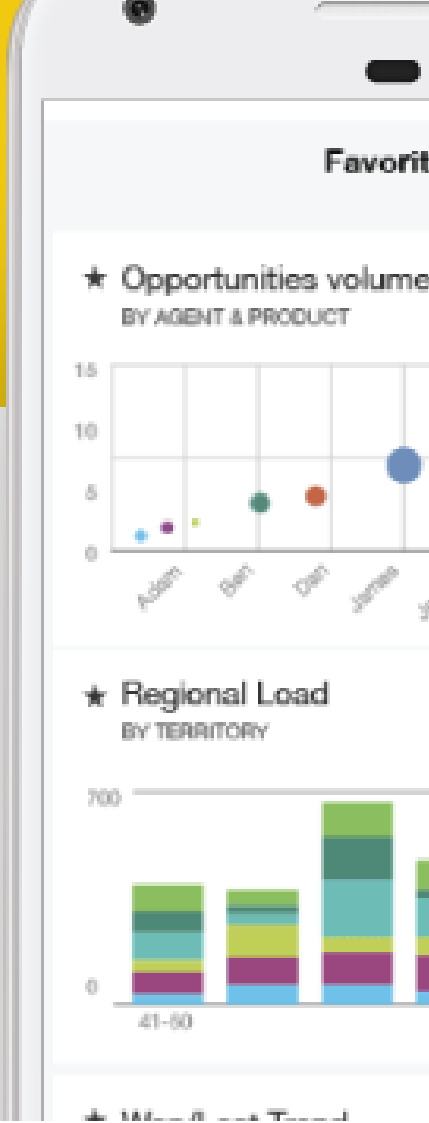 Favorit
★ Opportunities volume
BY AGENT & PRODUCT
15
10
5
0
Adam
Ben
Dan
James
★ Regional Load
BY TERRITORY
700
0
41-60